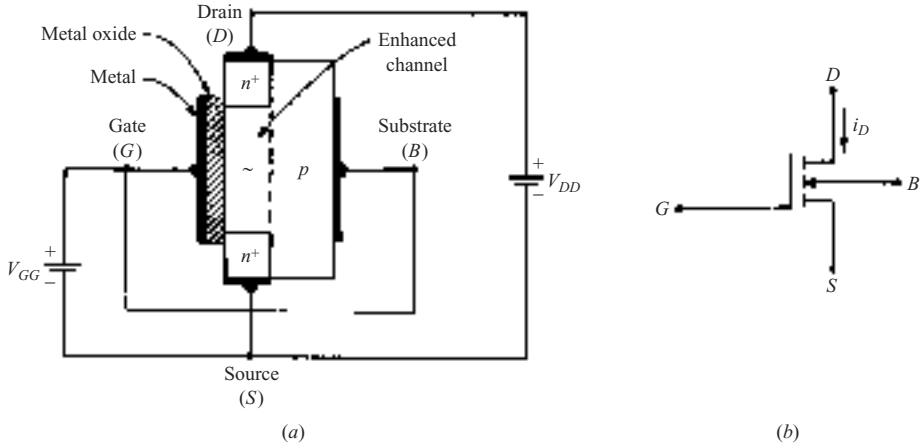 Drain
(D)
Metal oxide
Metal
Enhanced
channel
n+
Gate
(G)
Substrate
(B)
~
p
+
VDD
−
n+
+
VGG
−
Source
(S)
(a)
D
iD
B
G
S
(b)